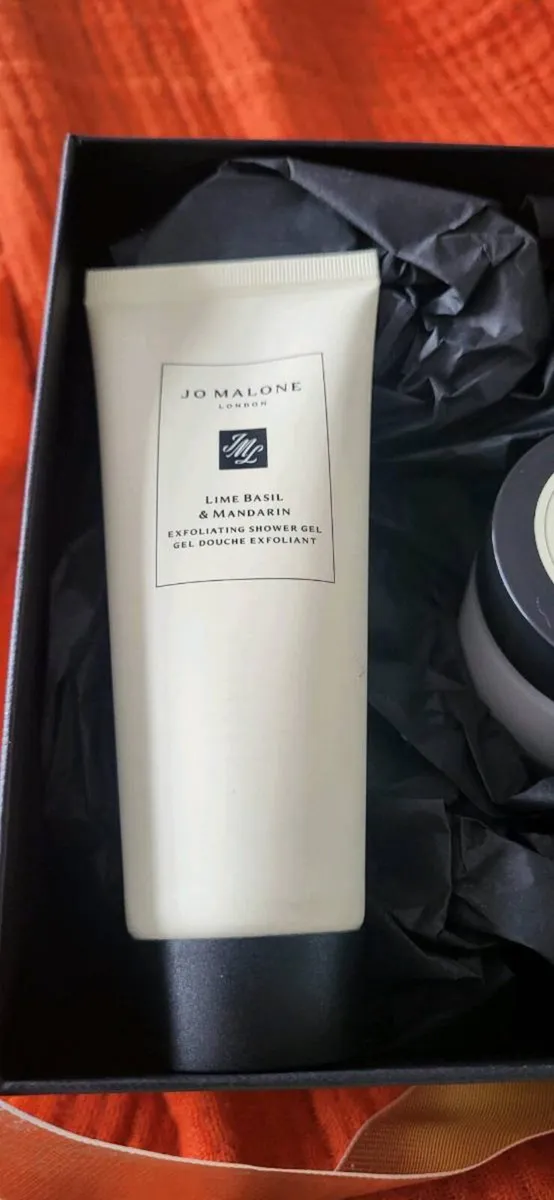 JO MALONE
LONDON
JML
LIME BASIL
& MANDARIN
EXFOLIATING SHOWER GEL
GEL DOUCHE EXFOLIANT